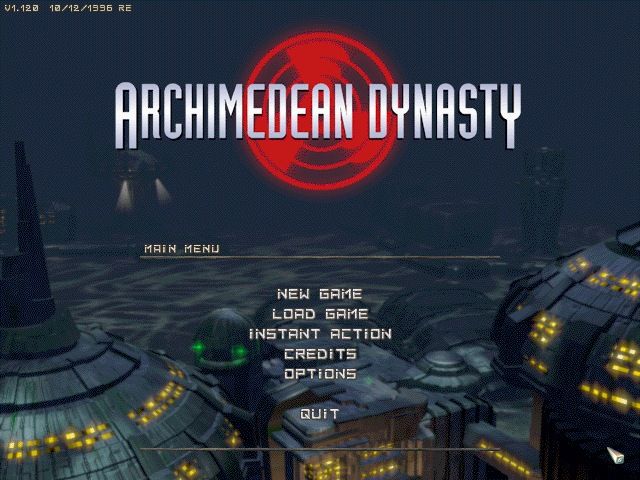 V1.120 10/12/1996 RE
ARCHIMEDEAN DYNASTY
MAIN MENU
NEW GAME
LOAD GAME
INSTANT ACTION
CREDITS
OPTIONS
QUIT